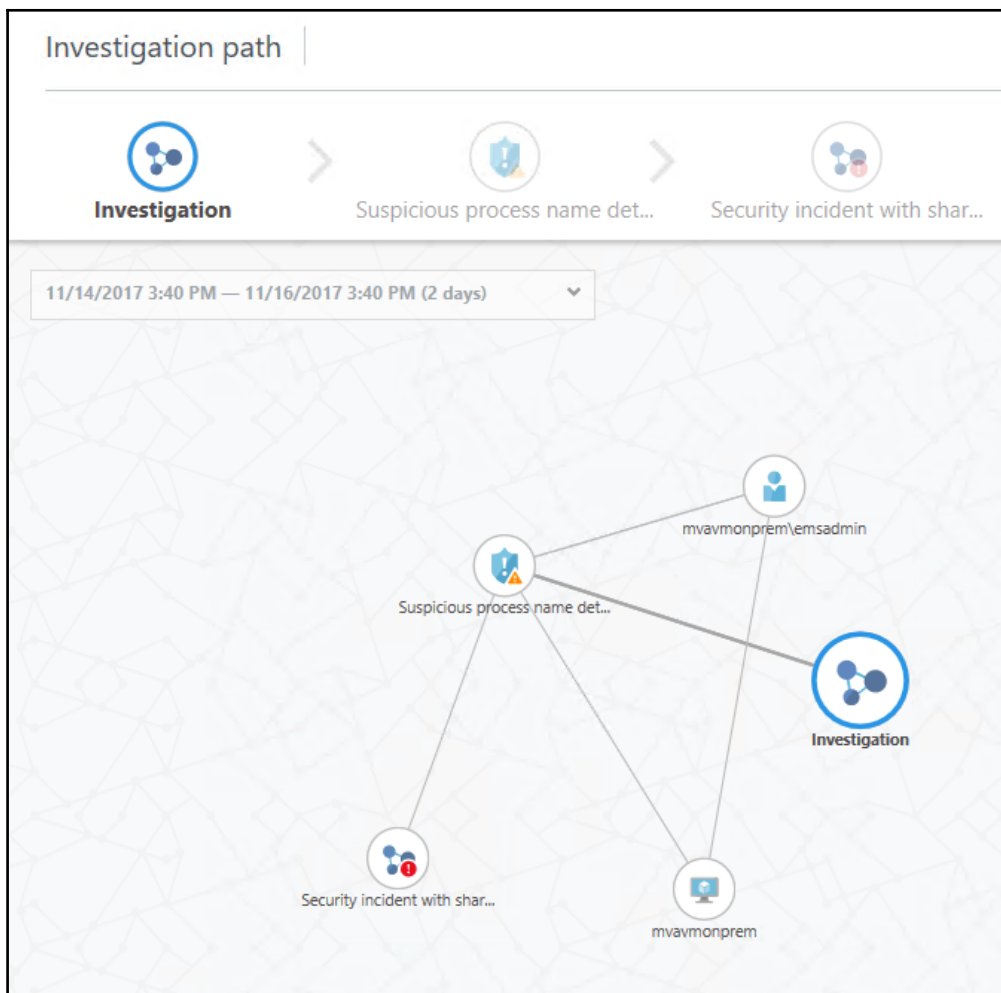 Investigation path
Investigation
Suspicious process name det...
Security incident with shar...
11/14/2017 3:40 PM — 11/16/2017 3:40 PM (2 days)
mvavmonprem\emsadmin
Suspicious process name det...
Investigation
Security incident with shar...
mvavmonprem